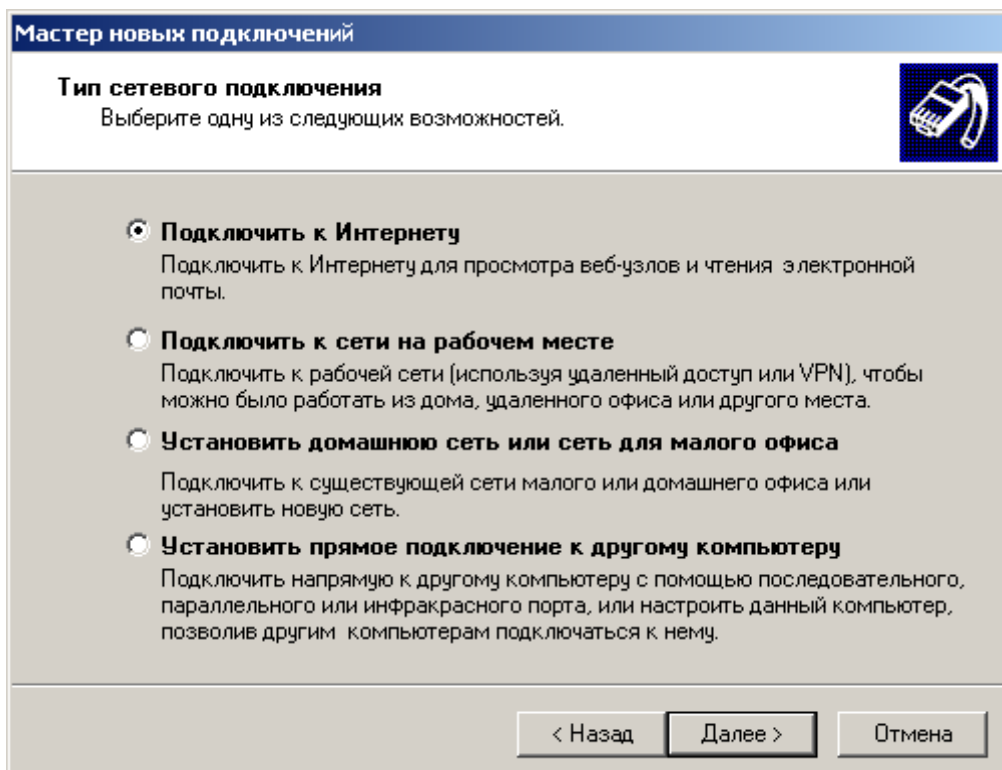 Мастер новых подключений
Тип сетевого подключения
Выберите одну из следующих возможностей.
Подключить к Интернету
Подключить к Интернету для просмотра веб-узлов и чтения электронной
почты.
Подключить к сети на рабочем месте
Подключить к рабочей сети (используя удаленный доступ или VPN), чтобы
можно было работать из дома, удаленного офиса или другого места.
Установить домашнюю сеть или сеть для малого офиса
Подключить к существующей сети малого или домашнего офиса или
установить новую сеть.
Установить прямое подключение к другому компьютеру
Подключить напрямую к другому компьютеру с помощью последовательного,
параллельного или инфракрасного порта, или настроить данный компьютер,
позволив другим компьютерам подключаться к нему.
< Назад Далее > Отмена